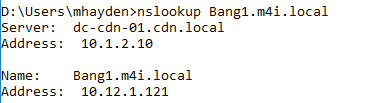 D:\Users\mhayden>nslookup Bang1.m4i.local
Server:  dc-cdn-01.cdn.local
Address:  10.1.2.10
Name:    Bang1.m4i.local
Address:  10.12.1.121